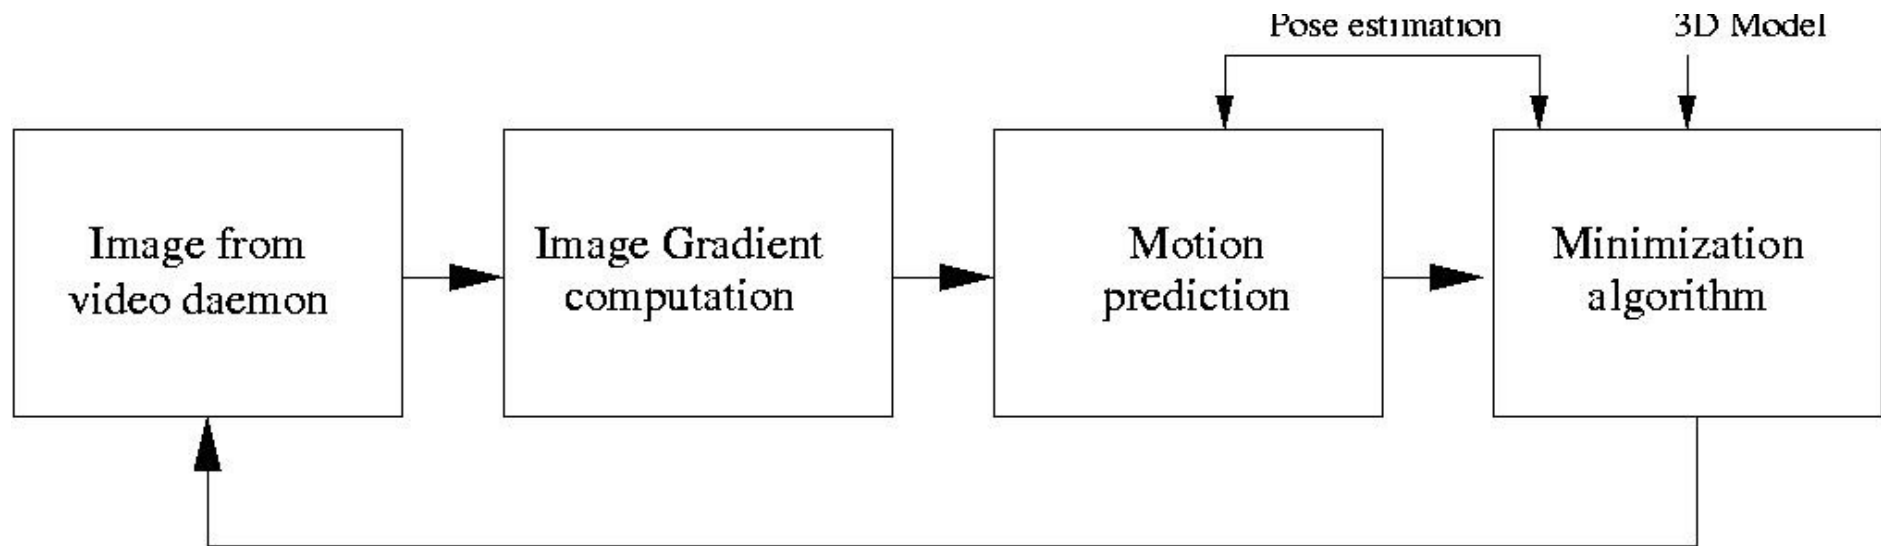 Pose estimation
3D Model
Image from
video daemon
Image Gradient
computation
Motion
prediction
Minimization
algorithm